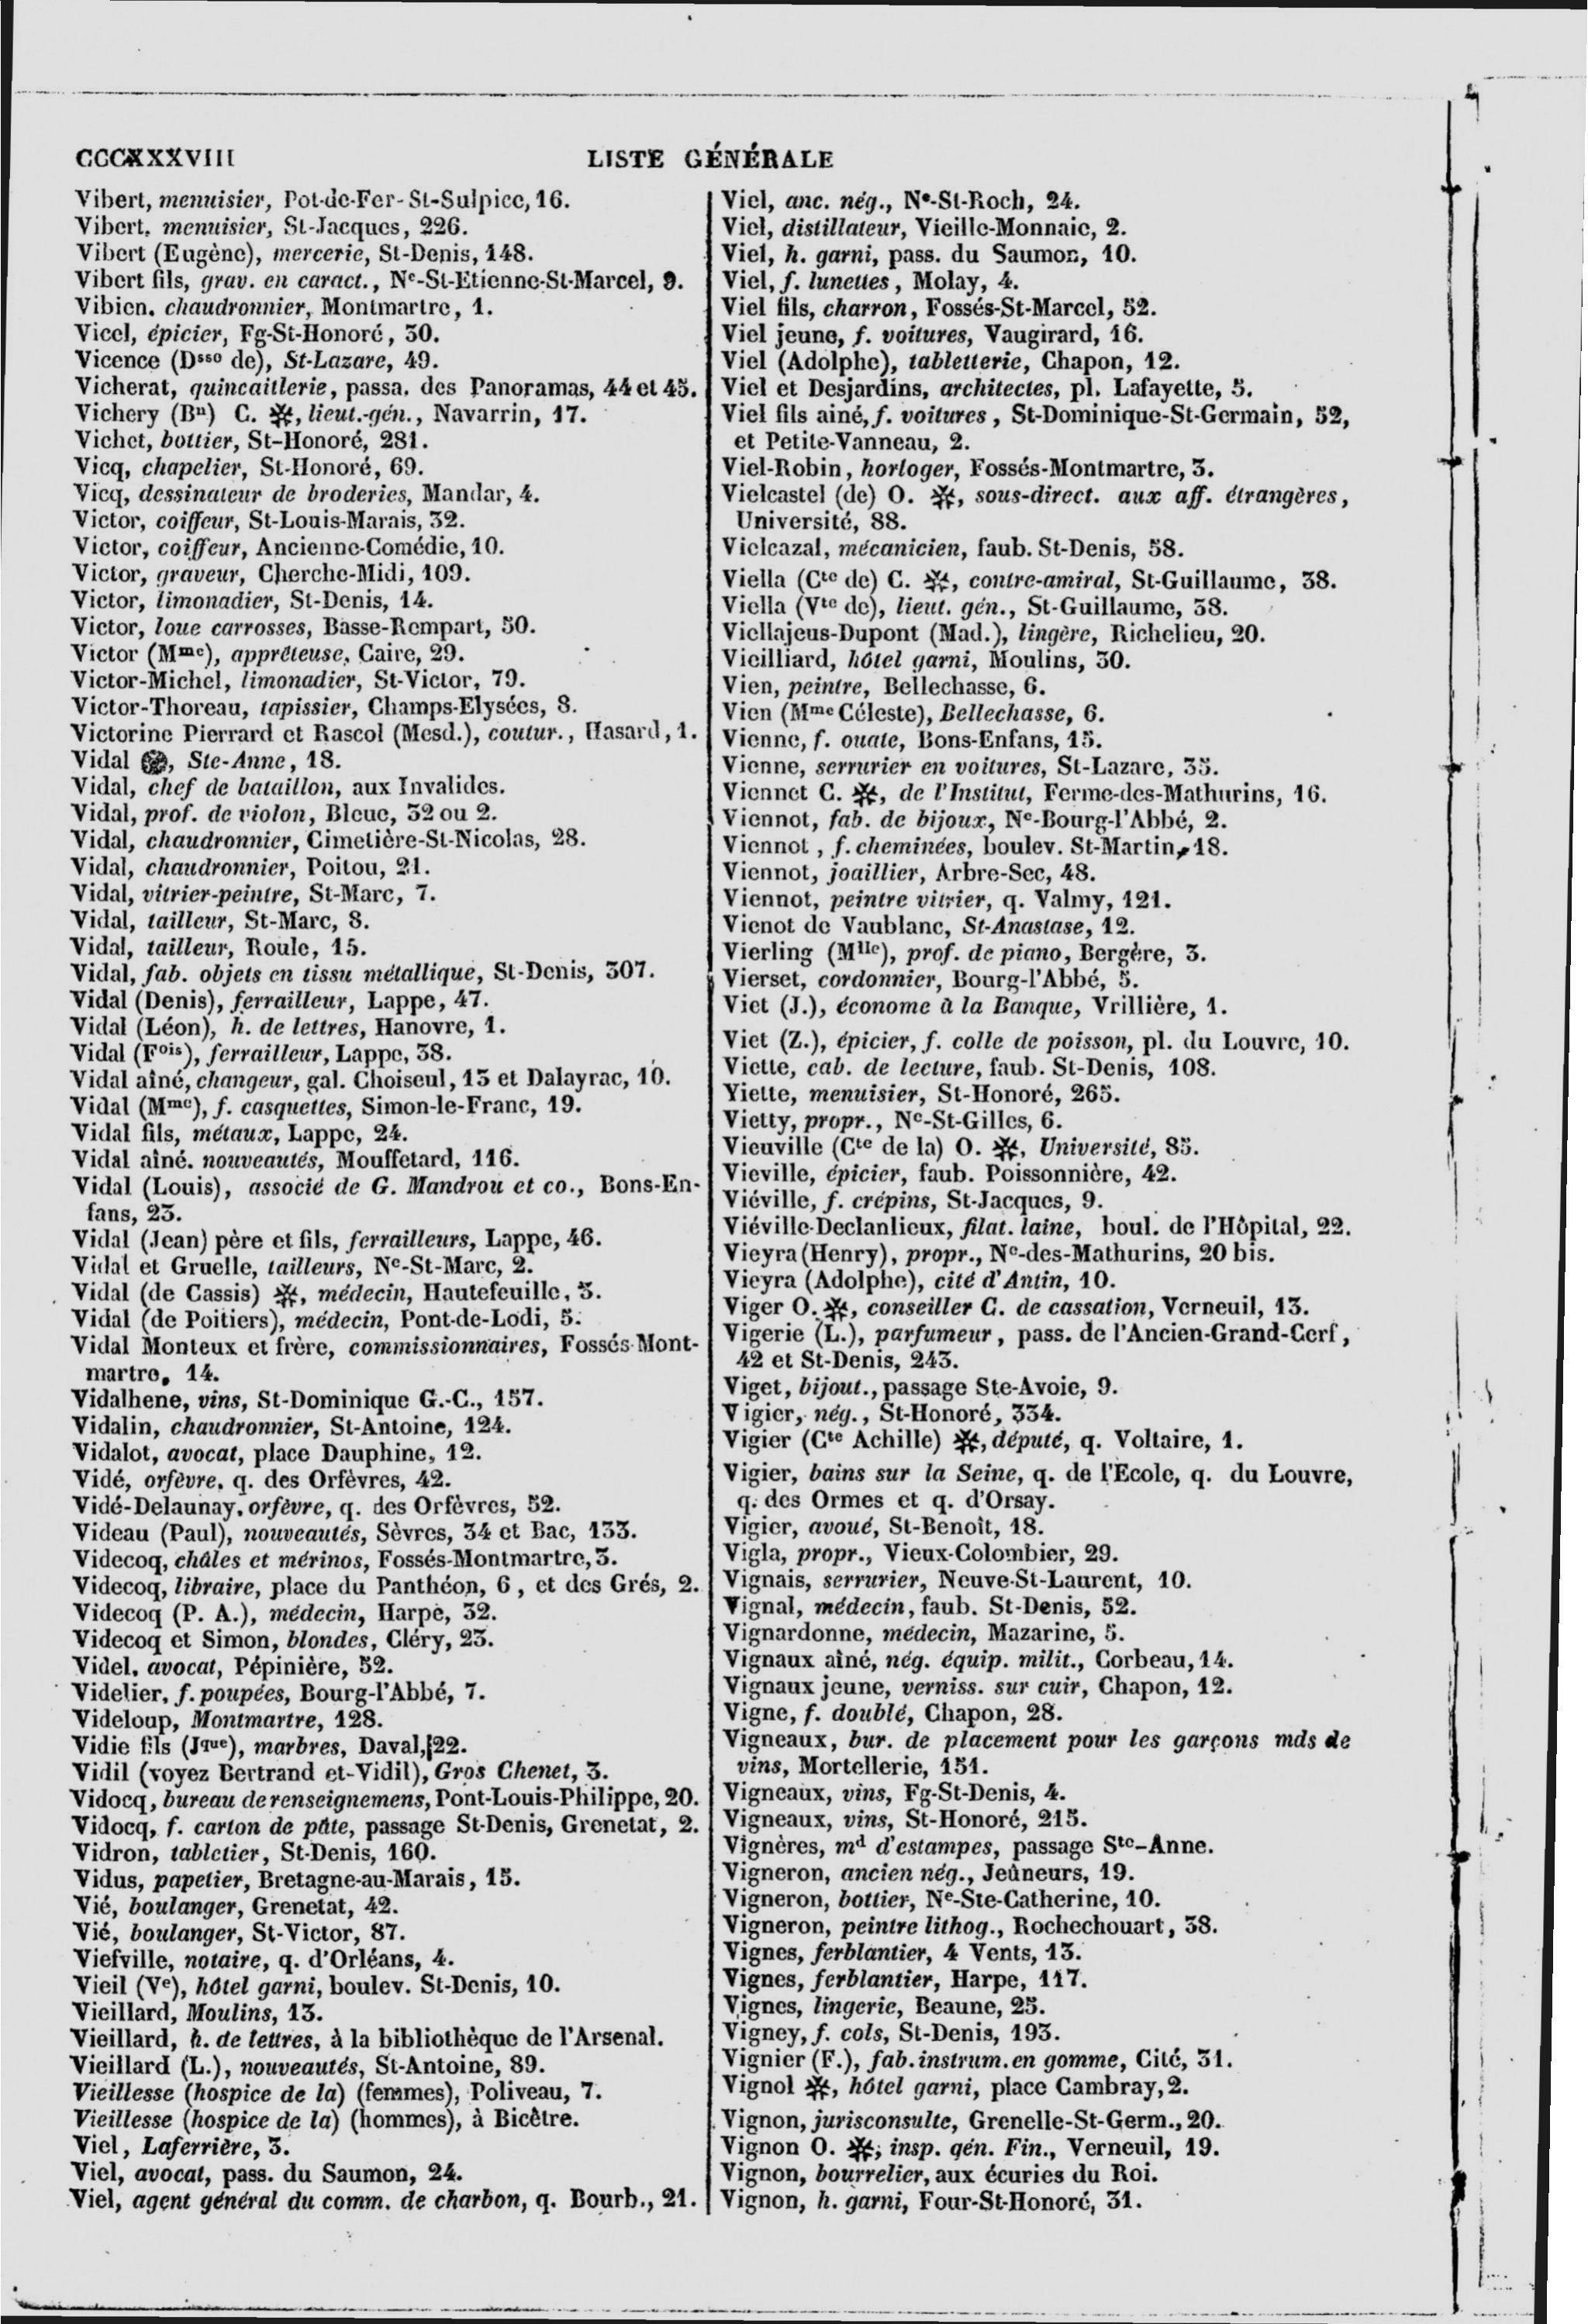 CCCXXXVIII
LISTE GÉNÉRALE
Vibert, menuisier, Pot-de-Fer-St-Sulpice, 16.
Vibert, menuisier, St-Jacques, 226.
Vibert (Eugène), mercerie, St-Denis, 148.
Vibert fils, grav. en caract., Ne-St-Etienne-St-Marcel, 9.
Vibien, chaudronnier, Montmartre, 1.
Vicel, épicier, Fg-St-Honoré, 30.
Vicence (Dsse de), St-Lazare, 49.
Vicherat, quincaillerie, passa. des Panoramas, 44 et 45.
Vichery (Bn) C. ✻, lieut.-gén., Navarrin, 17.
Vichet, bottier, St-Honoré, 281.
Vicq, chapelier, St-Honoré, 69.
Vicq, dessinateur de broderies, Mandar, 4.
Victor, coiffeur, St-Louis-Marais, 32.
Victor, coiffeur, Ancienne-Comédie, 10.
Victor, graveur, Cherche-Midi, 109.
Victor, limonadier, St-Denis, 14.
Victor, loue carrosses, Basse-Rempart, 50.
Victor (Mme), apprêteuse, Caire, 29.
Victor-Michel, limonadier, St-Victor, 79.
Victor-Thoreau, tapissier, Champs-Elysées, 8.
Victorine Pierrard et Rascol (Mesd.), coutur., Hasard, 1.
Vidal, Ste-Anne, 18.
Vidal, chef de bataillon, aux Invalides.
Vidal, prof. de violon, Bleue, 32 ou 2.
Vidal, chaudronnier, Cimetière-St-Nicolas, 28.
Vidal, chaudronnier, Poitou, 21.
Vidal, vitrier-peintre, St-Marc, 7.
Vidal, tailleur, St-Marc, 8.
Vidal, tailleur, Roule, 15.
Vidal, fab. objets en tissu métallique, St-Denis, 307.
Vidal (Denis), ferrailleur, Lappe, 47.
Vidal (Léon), h. de lettres, Hanovre, 1.
Vidal (Fois), ferrailleur, Lappe, 38.
Vidal aîné, changeur, gal. Choiseul, 13 et Dalayrac, 10.
Vidal (Mme), f. casquettes, Simon-le-Franc, 19.
Vidal fils, métaux, Lappe, 24.
Vidal aîné. nouveautés, Mouffetard, 116.
Vidal (Louis), associé de G. Mandrou et co., Bons-En-
fans, 23.
Vidal (Jean) père et fils, ferrailleurs, Lappe, 46.
Vidal et Gruelle, tailleurs, Ne-St-Marc, 2.
Vidal (de Cassis) ✻, médecin, Hautefeuille, 3.
Vidal (de Poitiers), médecin, Pont-de-Lodi, 5.
Vidal Monteux et frère, commissionnaires, Fossés-Mont-
martre, 14.
Vidalhene, vins, St-Dominique G.-C., 157.
Vidalin, chaudronnier, St-Antoine, 124.
Vidalot, avocat, place Dauphine, 12.
Vidé, orfèvre, q. des Orfèvres, 42.
Vidé-Delaunay, orfèvre, q. des Orfèvres, 52.
Videau (Paul), nouveautés, Sèvres, 34 et Bac, 133.
Videcoq, châles et mérinos, Fossés-Montmartre, 3.
Videcoq, libraire, place du Panthéon, 6, et des Grés, 2.
Videcoq (P. A.), médecin, Harpe, 32.
Videcoq et Simon, blondes, Cléry, 23.
Videl, avocat, Pépinière, 52.
Videlier, f. poupées, Bourg-l'Abbé, 7.
Videloup, Montmartre, 128.
Vidie fils (Jque), marbres, Daval, 22.
Vidil (voyez Bertrand et-Vidil), Gros Chenet, 3.
Vidocq, bureau de renseignemens, Pont-Louis-Philippe, 20.
Vidocq, f. carton de pâte, passage St-Denis, Grenetat, 2.
Vidron, tabletier, St-Denis, 160.
Vidus, papetier, Bretagne-au-Marais, 15.
Vié, boulanger, Grenetat, 42.
Vié, boulanger, St-Victor, 87.
Viefville, notaire, q. d'Orléans, 4.
Vieil (Ve), hôtel garni, boulev. St-Denis, 10.
Vieillard, Moulins, 13.
Vieillard, h. de lettres, à la bibliothèque de l'Arsenal.
Vieillard (L.), nouveautés, St-Antoine, 89.
Vieillesse (hospice de la) (femmes), Poliveau, 7.
Vieillesse (hospice de la) (hommes), à Bicêtre.
Viel, Laferrière, 3.
Viel, avocat, pass. du Saumon, 24.
Viel, agent général du comm. de charbon, q. Bourb., 21.
Viel, anc. nég., Ne-St-Roch, 24.
Viel, distillateur, Vieille-Monnaie, 2.
Viel, h. garni, pass. du Saumon, 10.
Viel, f. lunettes, Molay, 4.
Viel fils, charron, Fossés-St-Marcel, 52.
Viel jeune, f. voitures, Vaugirard, 16.
Viel (Adolphe), tabletterie, Chapon, 12.
Viel et Desjardins, architectes, pl. Lafayette, 5.
Viel fils ainé, f. voitures, St-Dominique-St-Germain, 52,
et Petite-Vanneau, 2.
Viel-Robin, horloger, Fossés-Montmartre, 3.
Vielcastel (de) O. ✻, sous-direct. aux aff. étrangères,
Université, 88.
Vielcazal, mécanicien, faub. St-Denis, 58.
Viella (Cte de) C. ✻, contre-amiral, St-Guillaume, 38.
Viella (Vte de), lieut. gén., St-Guillaume, 38.
Viellajeus-Dupont (Mad.), lingère, Richelieu, 20.
Vieilliard, hôtel garni, Moulins, 30.
Vien, peintre, Bellechasse, 6.
Vien (Mme Céleste), Bellechasse, 6.
Vienne, f. ouate, Bons-Enfans, 15.
Vienne, serrurier en voitures, St-Lazare, 35.
Viennet C. ✻, de l'Institut, Ferme-des-Mathurins, 16.
Viennot, fab. de bijoux, Ne-Bourg-l'Abbé, 2.
Viennot, f. cheminées, boulev. St-Martin, 18.
Viennot, joaillier, Arbre-Sec, 48.
Viennot, peintre vitrier, q. Valmy, 121.
Vienot de Vaublanc, St-Anastase, 12.
Vierling (Mlle), prof. de piano, Bergère, 3.
Vierset, cordonnier, Bourg-l'Abbé, 5.
Viet (J.), économe à la Banque, Vrillière, 1.
Viet (Z.), épicier, f. colle de poisson, pl. du Louvre, 10.
Viette, cab. de lecture, faub. St-Denis, 108.
Viette, menuisier, St-Honoré, 265.
Vietty, propr., Ne-St-Gilles, 6.
Vieuville (Cte de la) O. ✻, Université, 85.
Vieville, épicier, faub. Poissonnière, 42.
Viéville, f. crépins, St-Jacques, 9.
Viéville-Declanlieux, filat. laine, boul. de l'Hôpital, 22.
Vieyra (Henry), propr., Ne-des-Mathurins, 20 bis.
Vieyra (Adolphe), cité d'Antin, 10.
Viger O. ✻, conseiller C. de cassation, Verneuil, 13.
Vigerie (L.), parfumeur, pass. de l'Ancien-Grand-Cerf,
42 et St-Denis, 243.
Viget, bijout., passage Ste-Avoie, 9.
Vigier, nég., St-Honoré, 334.
Vigier (Cte Achille) ✻, député, q. Voltaire, 1.
Vigier, bains sur la Seine, q. de l'Ecole, q. du Louvre,
q. des Ormes et q. d'Orsay.
Vigier, avoué, St-Benoît, 18.
Vigla, propr., Vieux-Colombier, 29.
Vignais, serrurier, Neuve-St-Laurent, 10.
Vignal, médecin, faub. St-Denis, 52.
Vignardonne, médecin, Mazarine, 5.
Vignaux aîné, nég. équip. milit., Corbeau, 14.
Vignaux jeune, verniss. sur cuir, Chapon, 12.
Vigne, f. doublé, Chapon, 28.
Vigneaux, bur. de placement pour les garçons mds de
vins, Mortellerie, 151.
Vigneaux, vins, Fg-St-Denis, 4.
Vigneaux, vins, St-Honoré, 215.
Vignères, md d'estampes, passage Ste-Anne.
Vigneron, ancien nég., Jeûneurs, 19.
Vigneron, bottier, Ne-Ste-Catherine, 10.
Vigneron, peintre lithog., Rochechouart, 38.
Vignes, ferblantier, 4 Vents, 13.
Vignes, ferblantier, Harpe, 117.
Vignes, lingerie, Beaune, 25.
Vigney, f. cols, St-Denis, 193.
Vignier (F.), fab. instrum. en gomme, Cité, 31.
Vignol ✻, hôtel garni, place Cambray, 2.
Vignon, jurisconsulte, Grenelle-St-Germ., 20.
Vignon O. ✻, insp. gén. Fin., Verneuil, 19.
Vignon, bourrelier, aux écuries du Roi.
Vignon, h. garni, Four-St-Honoré, 31.